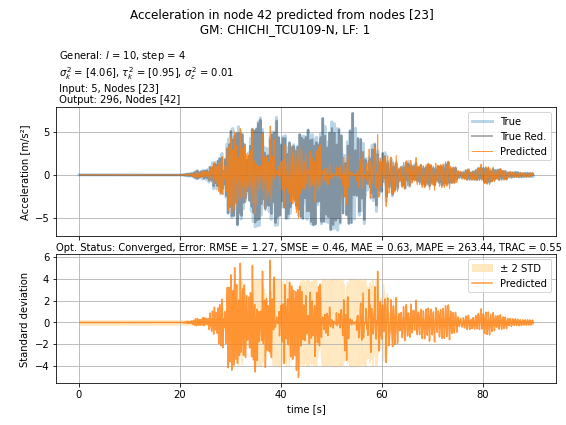 Acceleration in node 42 predicted from nodes [23]
GM: CHICHI_TCU109-N, LF: 1
General: l = 10, step = 4
σ²ₖ = [4.06], τ²ₖ = [0.95], σ²ₑ = 0.01
Input: 5, Nodes [23]
Output: 296, Nodes [42]
True
True Red.
Predicted
5
0
−5
Acceleration [m/s²]
Opt. Status: Converged, Error: RMSE = 1.27, SMSE = 0.46, MAE = 0.63, MAPE = 263.44, TRAC = 0.55
± 2 STD
Predicted
6
4
2
0
−2
−4
Standard deviation
0 20 40 60 80
time [s]